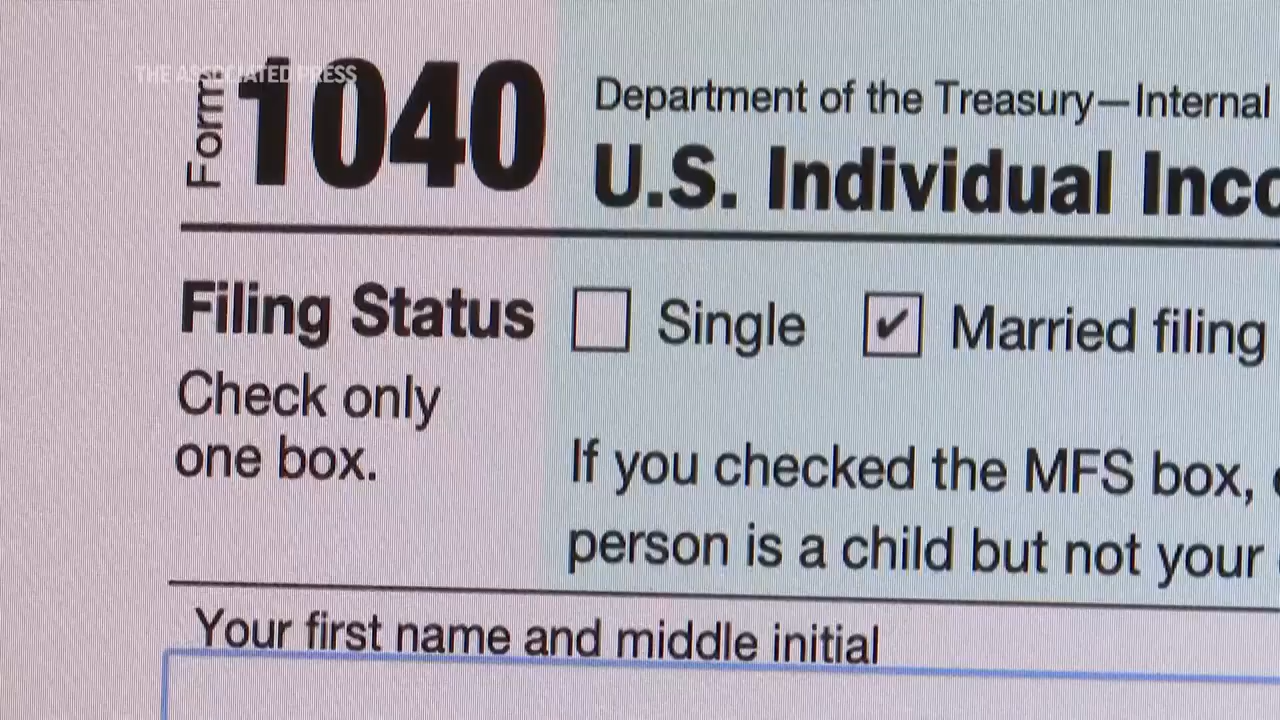 THE ASSOCIATED PRESS
Form 1040
Department of the Treasury—Internal
U.S. Individual Inco
Filing Status
Check only
one box.
Single
✔ Married filing
If you checked the MFS box,
person is a child but not your
Your first name and middle initial